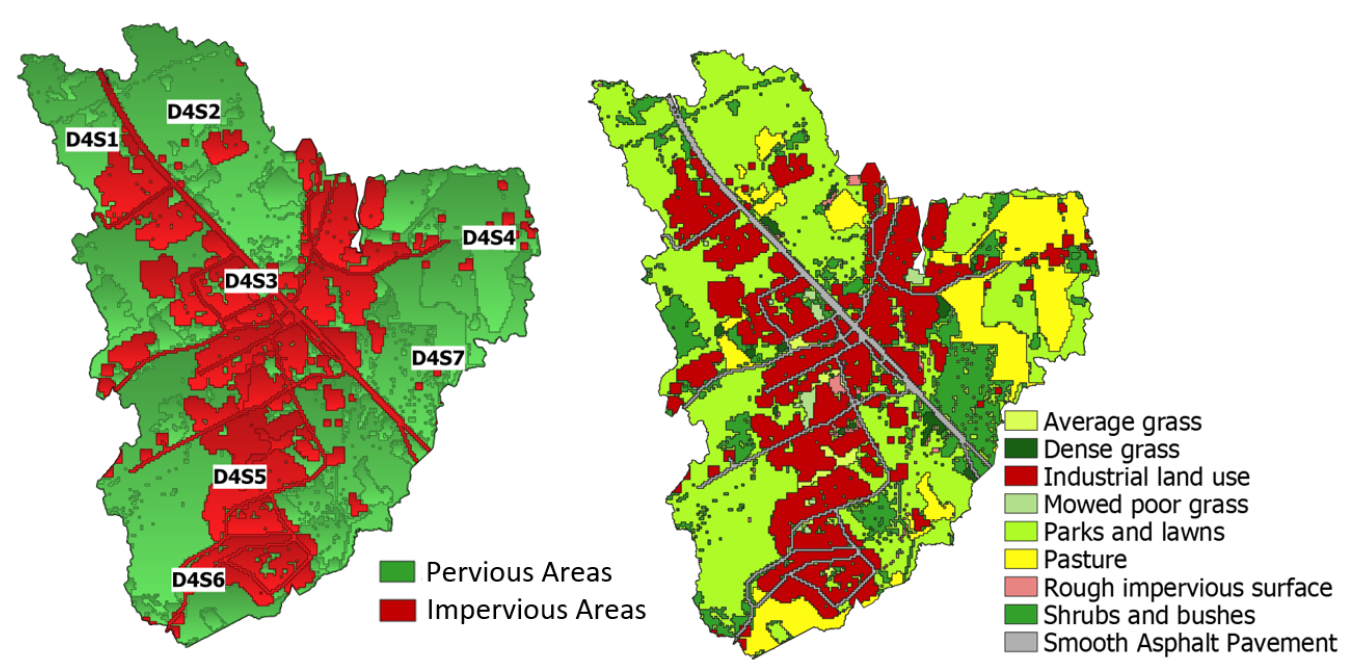 D4S2
D4S1
D4S4
D4S3
D4S7
D4S5
D4S6
Pervious Areas
Impervious Areas
Average grass
Dense grass
Industrial land use
Mowed poor grass
Parks and lawns
Pasture
Rough impervious surface
Shrubs and bushes
Smooth Asphalt Pavement